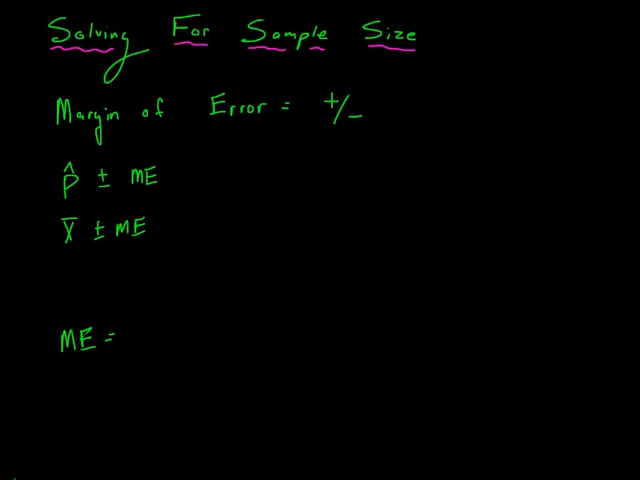 Solving For Sample Size
Margin of Error = +/-
p̂ ± ME
X̅ ± ME
ME =